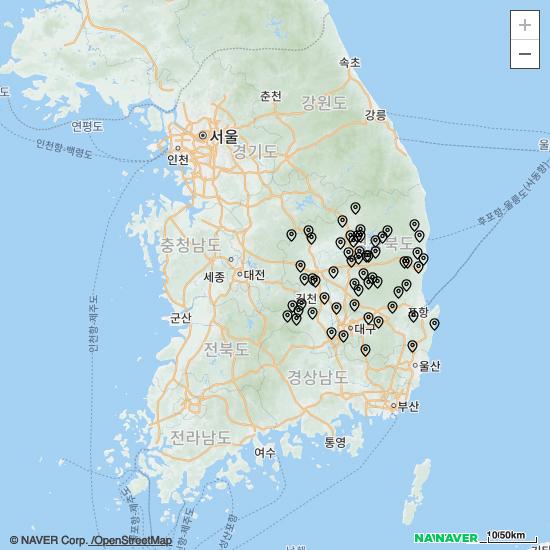 +
−
속초
춘천
강원도
도
강릉
연평도
서울
울
인천항-백령도
인천
경기도
후포항-울릉도(사동항)
북도
충청남도
세종
대전
김천
인천항-제주도
군산
포항
대구
전북도
경상남도
울산
부산
전라남도
여수
통영
© NAVER Corp. /OpenStreetMap
NAVER
10/50km